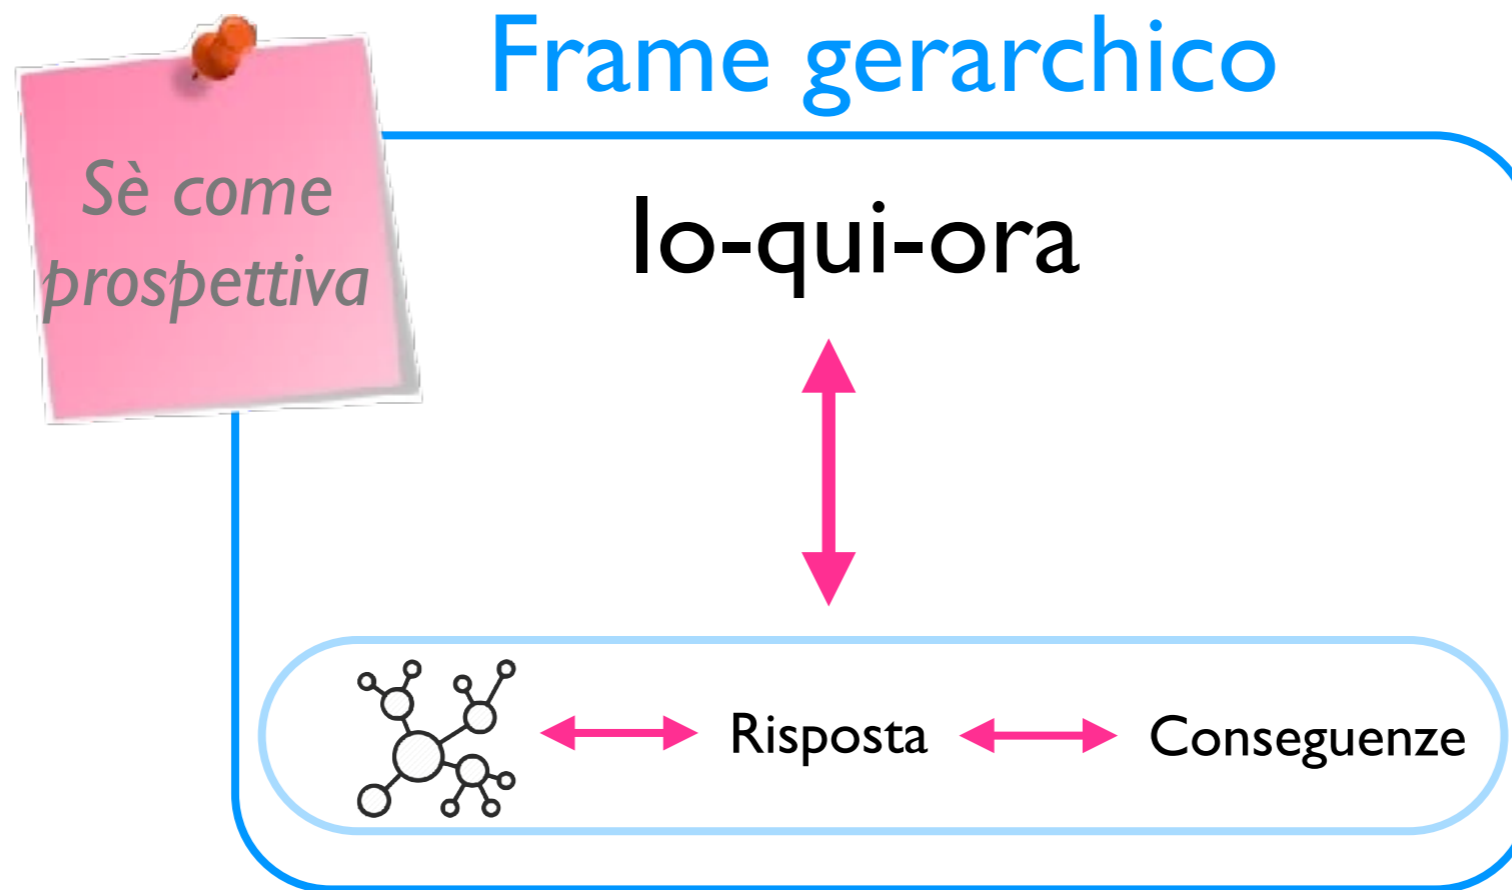 Frame gerarchico
Sè come
prospettiva
Io-qui-ora
Risposta
Conseguenze